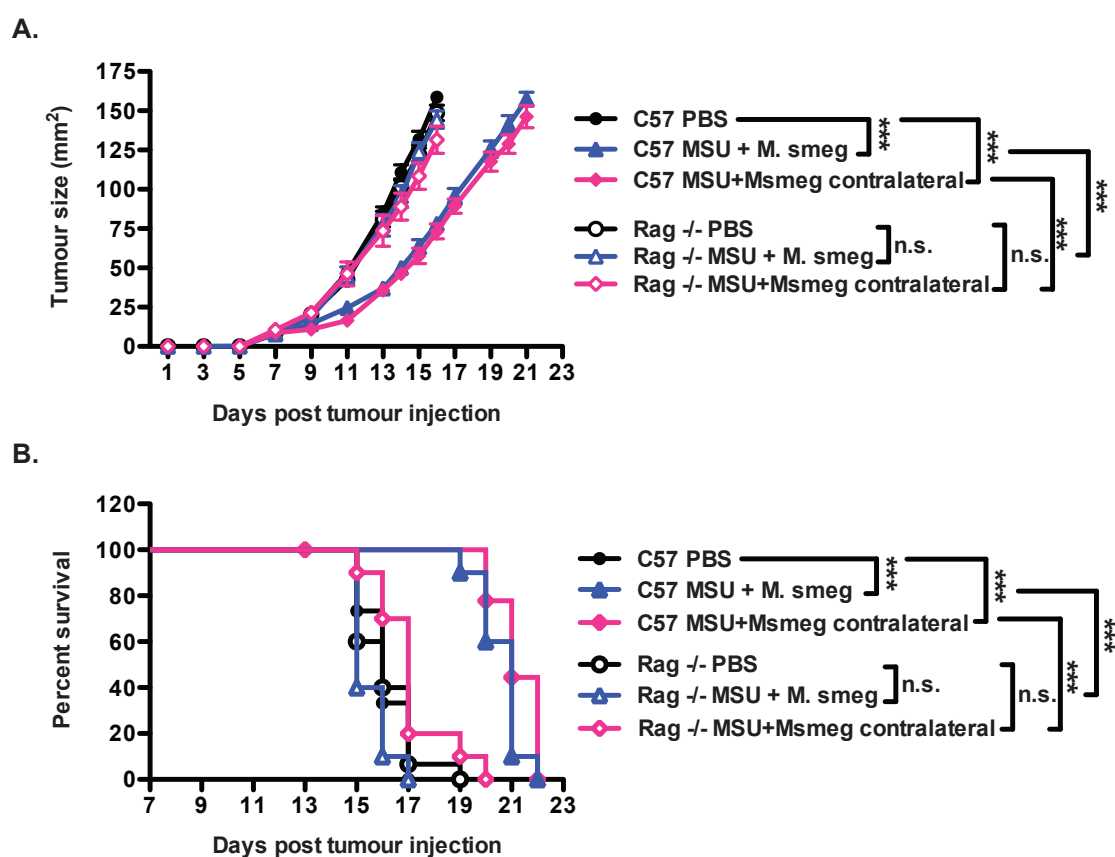 A.
175
150
125
100
75
50
25
0
Tumour size (mm²)
1 3 5 7 9 11 13 15 17 19 21 23
Days post tumour injection
C57 PBS
C57 MSU + M. smeg
C57 MSU+Msmeg contralateral
Rag -/- PBS
Rag -/- MSU + M. smeg
Rag -/- MSU+Msmeg contralateral
***
***
***
***
n.s.
n.s.
B.
120
100
80
60
40
20
0
Percent survival
7 9 11 13 15 17 19 21 23
Days post tumour injection
C57 PBS
C57 MSU + M. smeg
C57 MSU+Msmeg contralateral
Rag -/- PBS
Rag -/- MSU + M. smeg
Rag -/- MSU+Msmeg contralateral
***
***
***
***
n.s.
n.s.